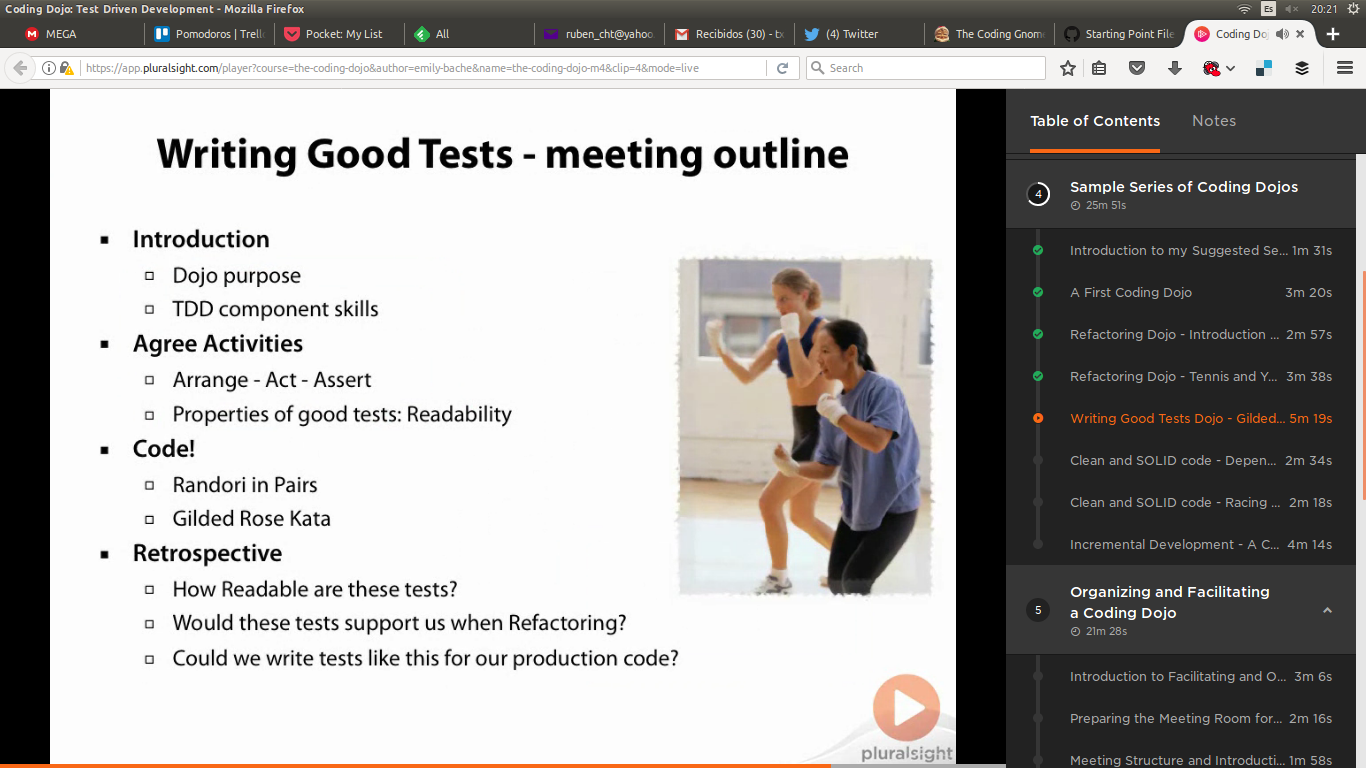 Coding Dojo: Test Driven Development - Mozilla Firefox
Es
20:21
MEGA
Pomodoros | Trell
Pocket: My List
All
ruben_cht@yahoo.
Recibidos (30) - tx
(4) Twitter
The Coding Gnom
Starting Point File
Coding Do
https://app.pluralsight.com/player?course=the-coding-dojo&author=emily-bache&name=the-coding-dojo-m4&clip=4&mode=live
Search
Writing Good Tests - meeting outline
Introduction
Dojo purpose
TDD component skills
Agree Activities
Arrange - Act - Assert
Properties of good tests: Readability
Code!
Randori in Pairs
Gilded Rose Kata
Retrospective
How Readable are these tests?
Would these tests support us when Refactoring?
Could we write tests like this for our production code?
pluralsight
Table of Contents
Notes
4
Sample Series of Coding Dojos
25m 51s
Introduction to my Suggested Se... 1m 31s
A First Coding Dojo 3m 20s
Refactoring Dojo - Introduction ... 2m 57s
Refactoring Dojo - Tennis and Y... 3m 38s
Writing Good Tests Dojo - Gilded... 5m 19s
Clean and SOLID code - Depen... 2m 34s
Clean and SOLID code - Racing ... 2m 18s
Incremental Development - A C... 4m 14s
5
Organizing and Facilitating
a Coding Dojo
21m 28s
Introduction to Facilitating and O... 3m 6s
Preparing the Meeting Room for... 2m 16s
Meeting Structure and Introducti... 1m 58s